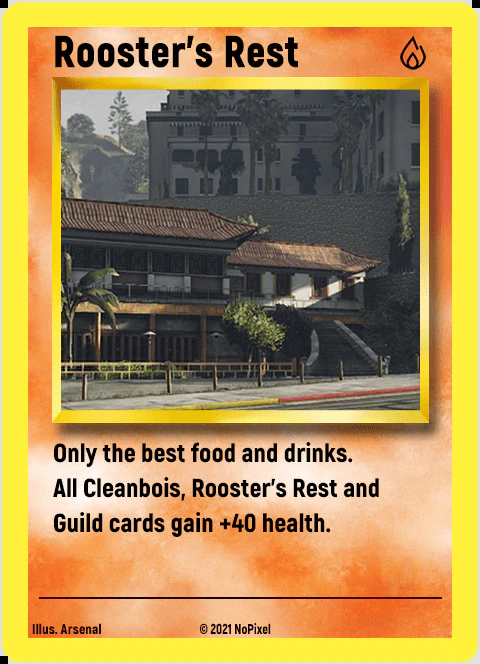 Rooster's Rest
Only the best food and drinks.
All Cleanbois, Rooster's Rest and
Guild cards gain +40 health.
Illus. Arsenal © 2021 NoPixel